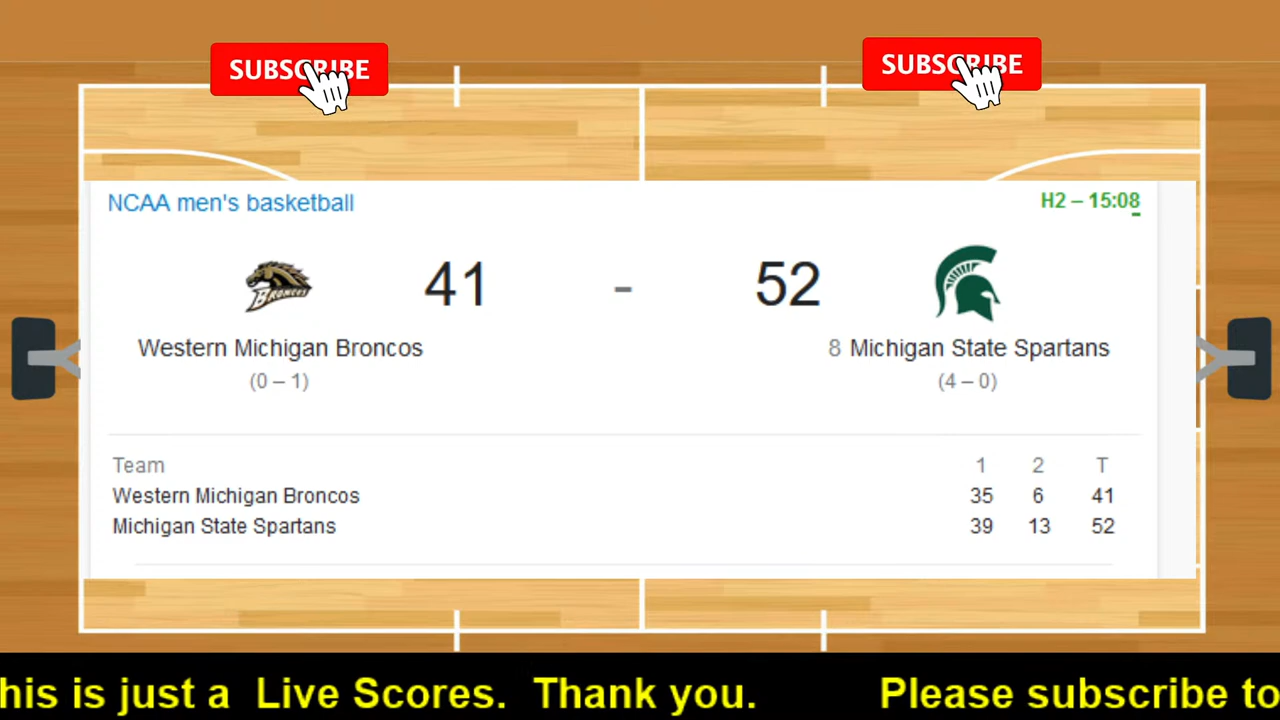 SUBSCRIBE
SUBSCRIBE
NCAA men's basketball
H2 – 15:08
BRONCOS
41 - 52
Western Michigan Broncos
8 Michigan State Spartans
(0 – 1)
(4 – 0)
Team 1 2 T
Western Michigan Broncos 35 6 41
Michigan State Spartans 39 13 52
his is just a Live Scores. Thank you. Please subscribe to